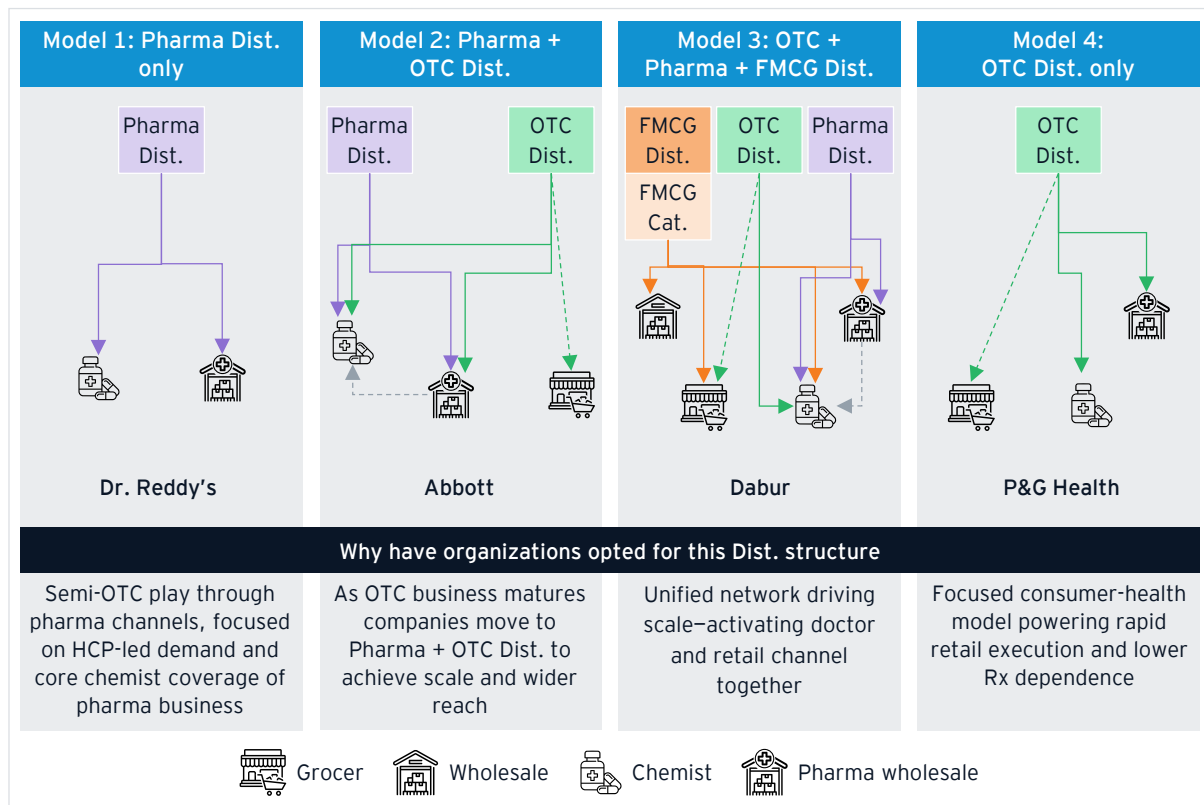 Model 1: Pharma Dist.
only
Model 2: Pharma +
OTC Dist.
Model 3: OTC +
Pharma + FMCG Dist.
Model 4:
OTC Dist. only
Pharma
Dist.
Pharma
Dist.
OTC
Dist.
FMCG
Dist.
FMCG
Cat.
OTC
Dist.
Pharma
Dist.
OTC
Dist.
Dr. Reddy’s
Abbott
Dabur
P&G Health
Why have organizations opted for this Dist. structure
Semi-OTC play through
pharma channels, focused
on HCP-led demand and
core chemist coverage of
pharma business
As OTC business matures
companies move to
Pharma + OTC Dist. to
achieve scale and wider
reach
Unified network driving
scale—activating doctor
and retail channel
together
Focused consumer-health
model powering rapid
retail execution and lower
Rx dependence
Grocer
Wholesale
Chemist
Pharma wholesale